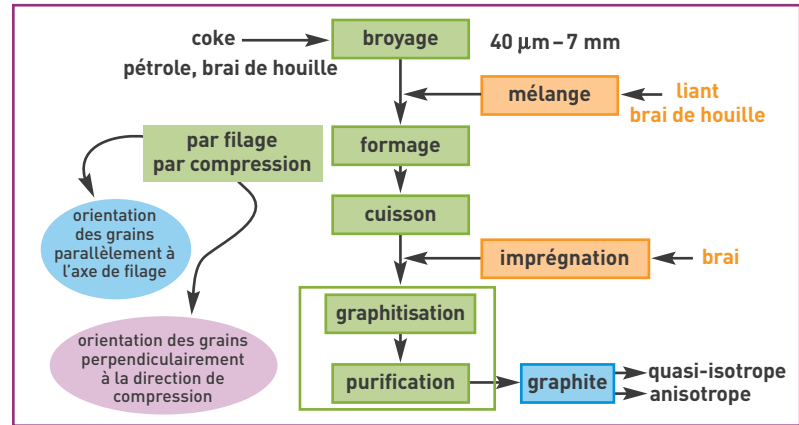 coke
broyage
40 µm – 7 mm
pétrole, brai de houille
mélange
liant
brai de houille
par filage
par compression
formage
orientation
des grains
parallèlement à
l'axe de filage
cuisson
imprégnation
brai
graphitisation
orientation des grains
perpendiculairement
à la direction de
compression
purification
graphite
quasi-isotrope
anisotrope